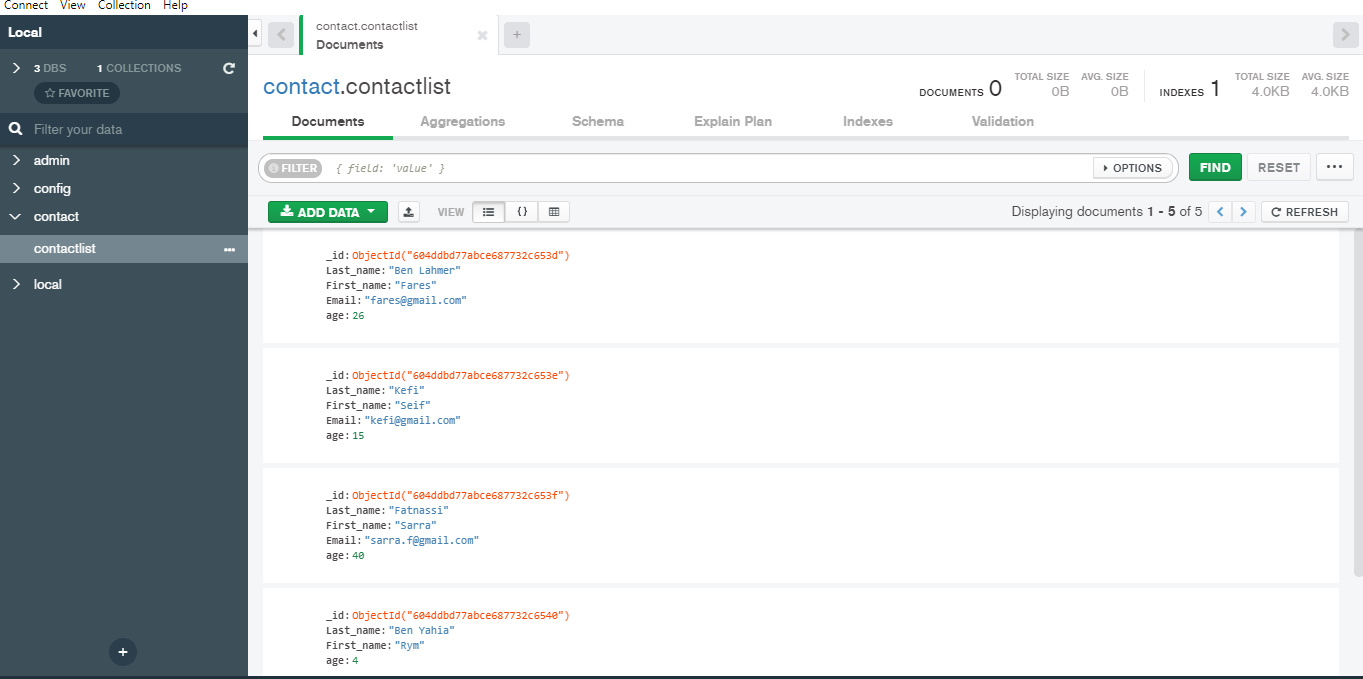 Connect View Collection Help
Local
3 DBS 1 COLLECTIONS
FAVORITE
Filter your data
admin
config
contact
contactlist
local
contact.contactlist
Documents
contact.contactlist
DOCUMENTS 0 TOTAL SIZE 0B AVG. SIZE 0B INDEXES 1 TOTAL SIZE 4.0KB AVG. SIZE 4.0KB
Documents Aggregations Schema Explain Plan Indexes Validation
FILTER { field: 'value' } OPTIONS FIND RESET ...
ADD DATA VIEW {} Displaying documents 1 - 5 of 5 < > REFRESH
_id: ObjectId("604ddbd77abce687732c653d")
Last_name: "Ben Lahmer"
First_name: "Fares"
Email: "fares@gmail.com"
age: 26
_id: ObjectId("604ddbd77abce687732c653e")
Last_name: "Kefi"
First_name: "Seif"
Email: "kefi@gmail.com"
age: 15
_id: ObjectId("604ddbd77abce687732c653f")
Last_name: "Fatnassi"
First_name: "Sarra"
Email: "sarra.f@gmail.com"
age: 40
_id: ObjectId("604ddbd77abce687732c6540")
Last_name: "Ben Yahia"
First_name: "Rym"
age: 4